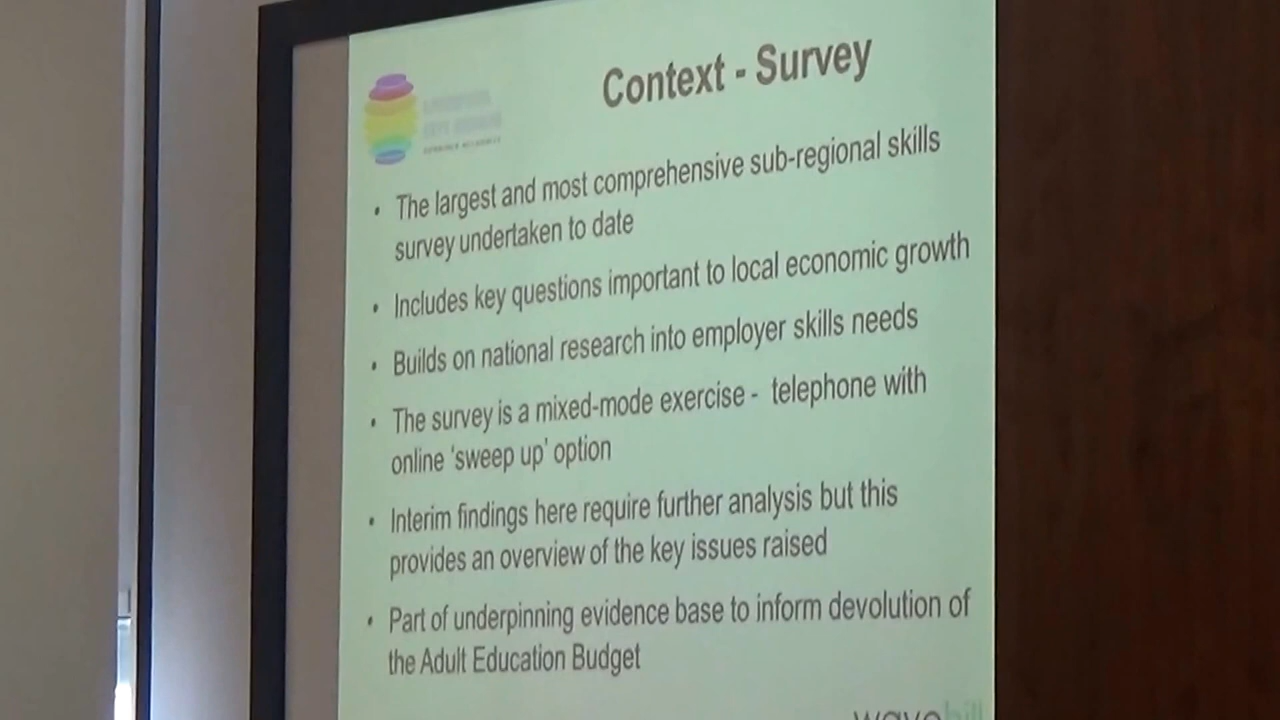 Context - Survey
• The largest and most comprehensive sub-regional skills
survey undertaken to date
• Includes key questions important to local economic growth
• Builds on national research into employer skills needs
• The survey is a mixed-mode exercise - telephone with
online 'sweep up' option
• Interim findings here require further analysis but this
provides an overview of the key issues raised
• Part of underpinning evidence base to inform devolution of
the Adult Education Budget
wavehill